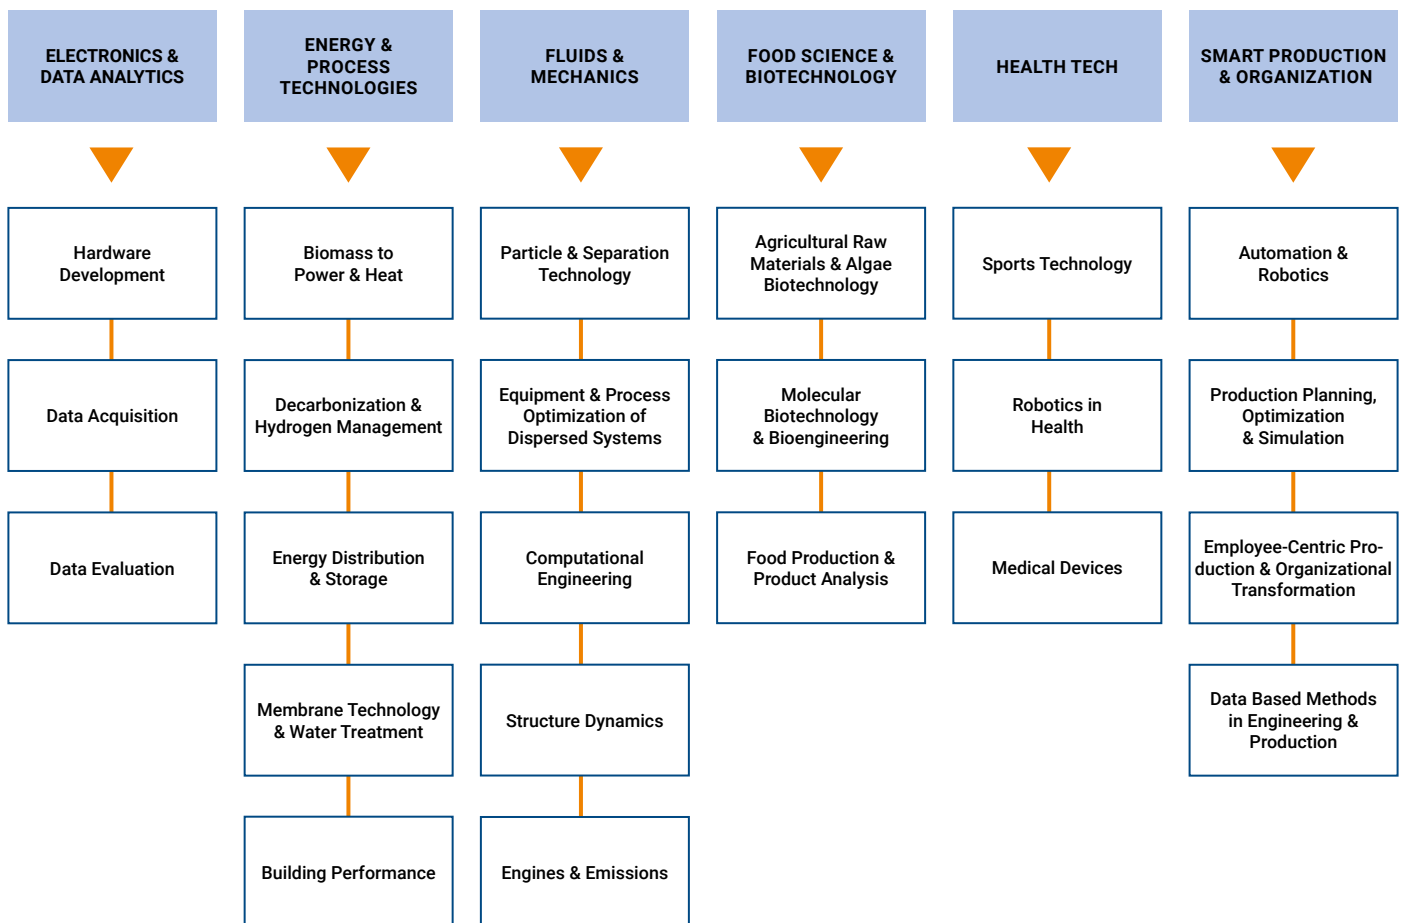 ELECTRONICS &
DATA ANALYTICS
Hardware
Development
Data Acquisition
Data Evaluation
ENERGY &
PROCESS
TECHNOLOGIES
Biomass to
Power & Heat
Decarbonization &
Hydrogen Management
Energy Distribution
& Storage
Membrane Technology
& Water Treatment
Building Performance
FLUIDS &
MECHANICS
Particle & Separation
Technology
Equipment & Process
Optimization of
Dispersed Systems
Computational
Engineering
Structure Dynamics
Engines & Emissions
FOOD SCIENCE &
BIOTECHNOLOGY
Agricultural Raw
Materials & Algae
Biotechnology
Molecular
Biotechnology
& Bioengineering
Food Production &
Product Analysis
HEALTH TECH
Sports Technology
Robotics in
Health
Medical Devices
SMART PRODUCTION
& ORGANIZATION
Automation &
Robotics
Production Planning,
Optimization
& Simulation
Employee-Centric Pro-
duction & Organizational
Transformation
Data Based Methods
in Engineering &
Production